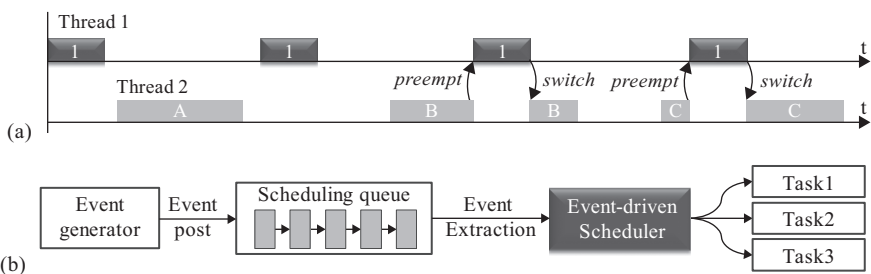 Thread 1
1 1 1 1 t
preempt switch preempt switch
Thread 2
A B B C C t
(a)
Event generator
Event post
Scheduling queue
Event Extraction
Event-driven Scheduler
Task1
Task2
Task3
(b)